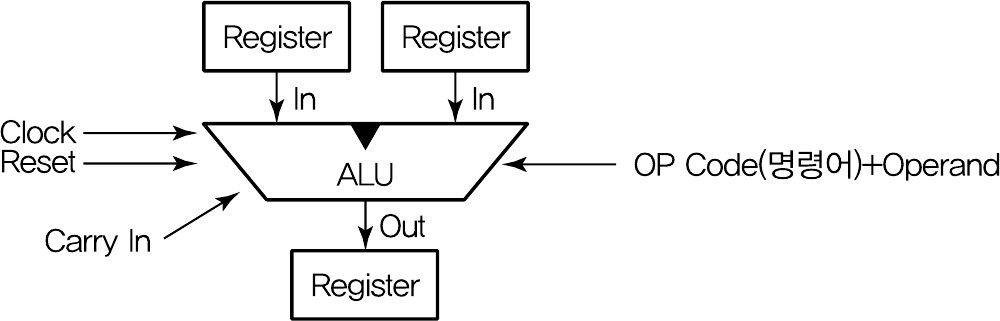 Register
Register
In
In
Clock
Reset
ALU
OP Code(명령어)+Operand
Carry In
Out
Register